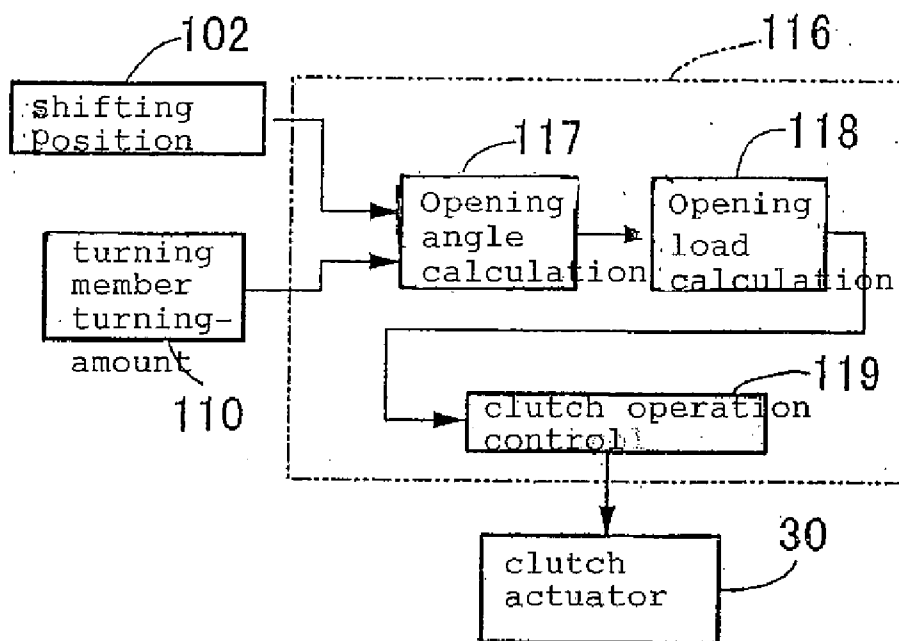 102
116
shifting
position
117
118
Opening
angle
calculation
Opening
load
calculation
turning
member
turning-
amount
110
119
clutch operation
control
30
clutch
actuator